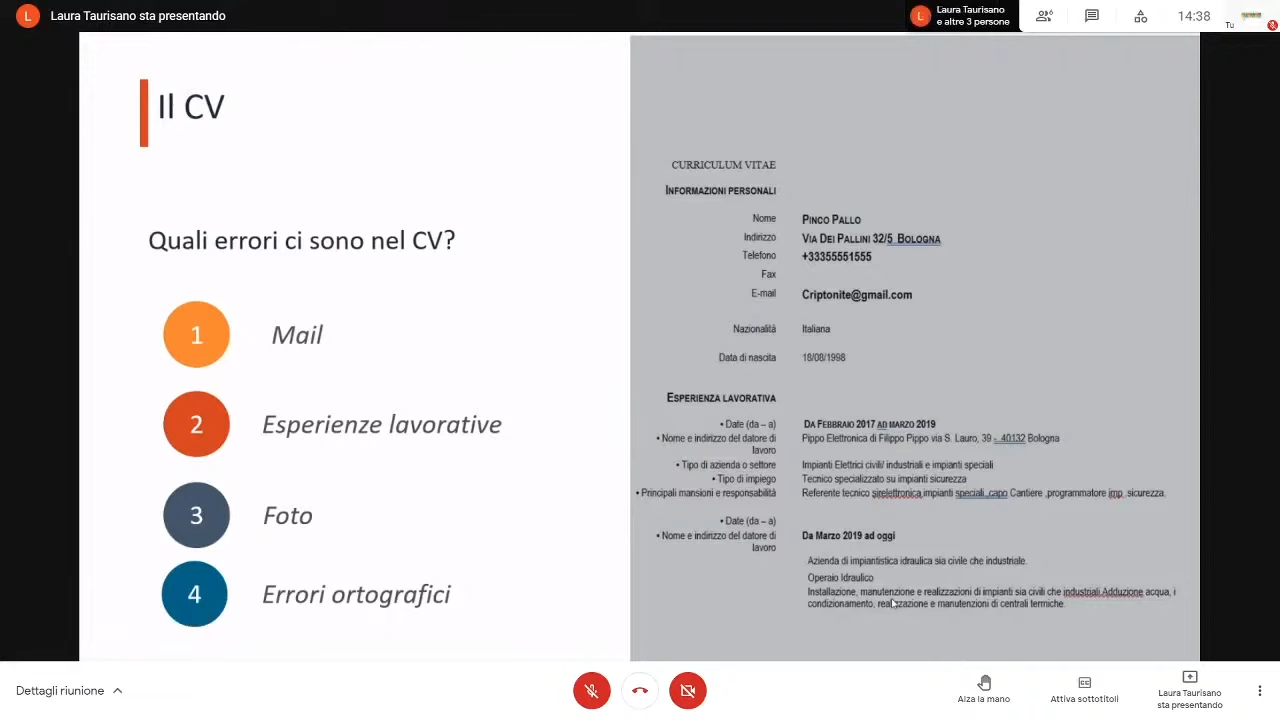 L Laura Taurisano sta presentando
L Laura Taurisano
e altre 3 persone
14:38
Tu
Il CV
Quali errori ci sono nel CV?
1 Mail
2 Esperienze lavorative
3 Foto
4 Errori ortografici
CURRICULUM VITAE
INFORMAZIONI PERSONALI
Nome PINCO PALLO
Indirizzo VIA DEI PALLINI 32/5 BOLOGNA
Telefono +33355551555
Fax
E-mail Criptonite@gmail.com
Nazionalità Italiana
Data di nascita 18/08/1998
ESPERIENZA LAVORATIVA
• Date (da – a) DA FEBBRAIO 2017 AD MARZO 2019
• Nome e indirizzo del datore di Pippo Elettronica di Filippo Pippo via S. Lauro, 39 - 40132 Bologna
lavoro
• Tipo di azienda o settore Impianti Elettrici civili/ industriali e impianti speciali
• Tipo di impiego Tecnico specializzato su impianti sicurezza
• Principali mansioni e responsabilità Referente tecnico sirelettronica,impianti speciali ,capo Cantiere ,programmatore imp .sicurezza.
• Date (da – a)
• Nome e indirizzo del datore di Da Marzo 2019 ad oggi
lavoro
Azienda di impiantistica idraulica sia civile che industriale.
Operaio Idraulico
Installazione, manutenzione e realizzazioni di impianti sia civili che industriali.Adduzione acqua, i
condizionamento, realizzazione e manutenzioni di centrali termiche.
Dettagli riunione
Alza la mano
Attiva sottotitoli
Laura Taurisano
sta presentando